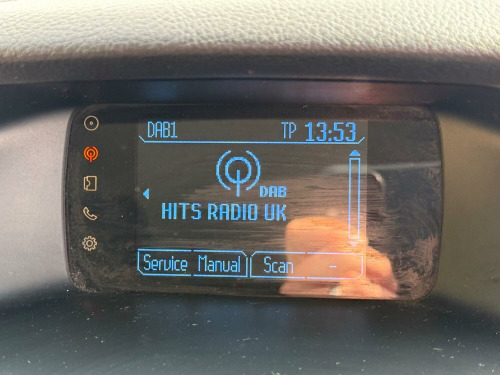 DAB1 TP 13:53
DAB
HITS RADIO UK
Service Manual Scan -